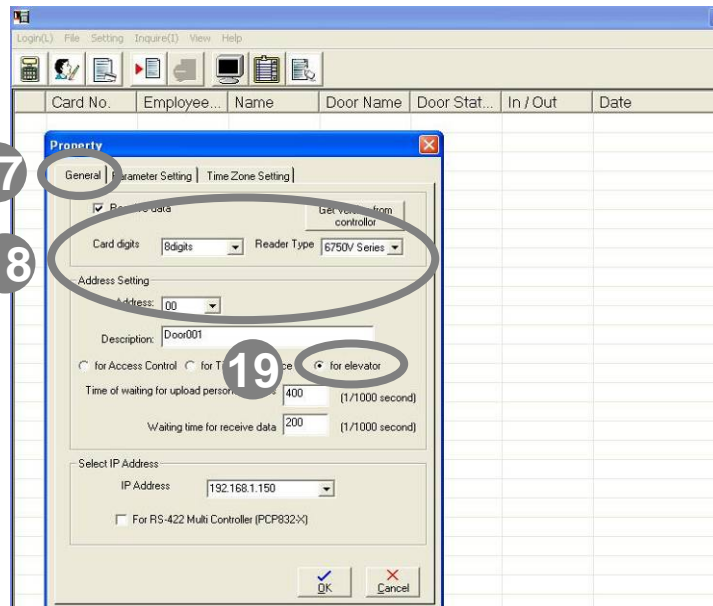 Login(L) File Setting Inquire(I) View Help
Card No. Employee... Name Door Name Door Stat... In / Out Date
Property
7
General Parameter Setting Time Zone Setting
Receive data
Get version from
controllor
8
Card digits 8digits Reader Type 6750V Series
Address Setting
Address: 00
Description: Door001
19
for Access Control for for elevator
Time of waiting for upload 400 (1/1000 second)
Waiting time for receive data 200 (1/1000 second)
Select IP Address
IP Address 192.168.1.150
For RS-422 Multi Controller (PCP832-X)
OK Cancel